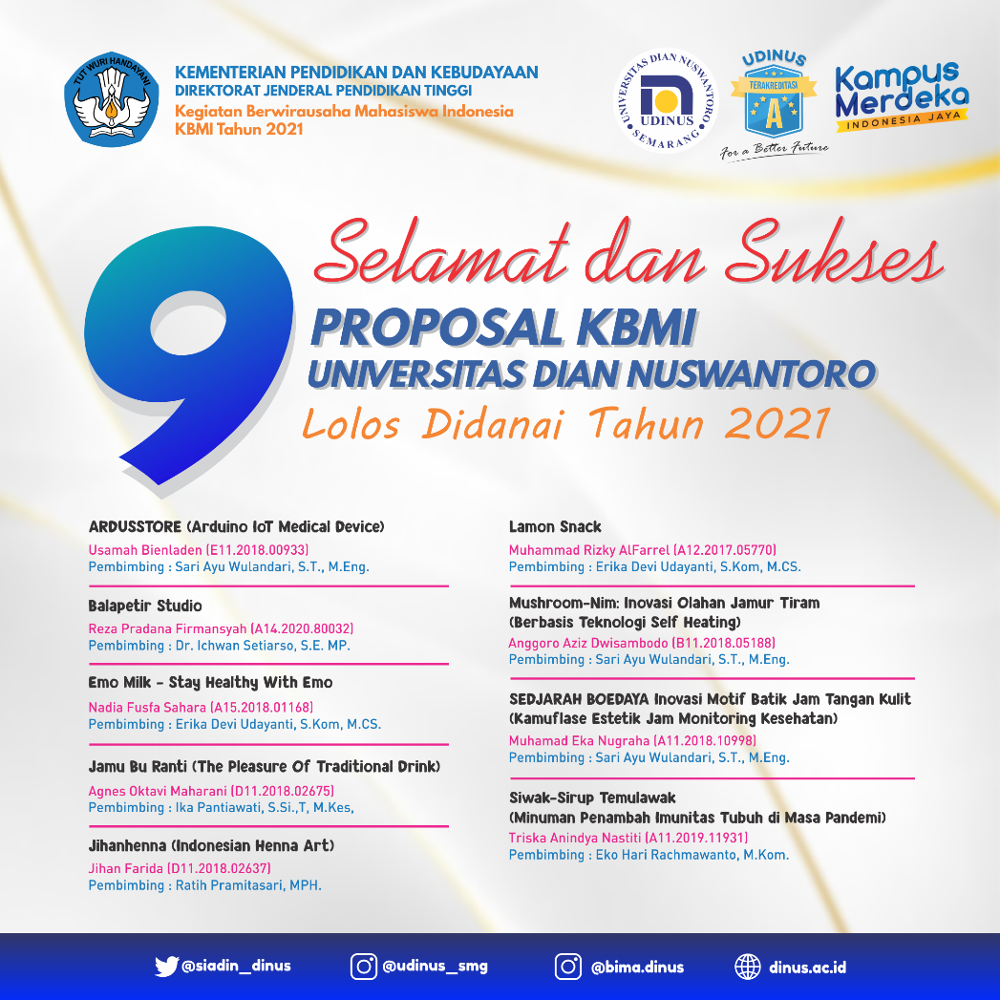 TUT WURI HANDAYANI
KEMENTERIAN PENDIDIKAN DAN KEBUDAYAAN
DIREKTORAT JENDERAL PENDIDIKAN TINGGI
Kegiatan Berwirausaha Mahasiswa Indonesia
KBMI Tahun 2021
UNIVERSITAS DIAN NUSWANTORO
UDINUS
SEMARANG
UDINUS
TERAKREDITASI
A
For a Better Future
Kampus
Merdeka
INDONESIA JAYA
9
Selamat dan Sukses
PROPOSAL KBMI
UNIVERSITAS DIAN NUSWANTORO
Lolos Didanai Tahun 2021
ARDUSSTORE (Arduino IoT Medical Device)
Usamah Bienladen (E11.2018.00933)
Pembimbing : Sari Ayu Wulandari, S.T., M.Eng.
Balapetir Studio
Reza Pradana Firmansyah (A14.2020.80032)
Pembimbing : Dr. Ichwan Setiarso, S.E. MP.
Emo Milk - Stay Healthy With Emo
Nadia Fusfa Sahara (A15.2018.01168)
Pembimbing : Erika Devi Udayanti, S.Kom, M.CS.
Jamu Bu Ranti (The Pleasure Of Traditional Drink)
Agnes Oktavi Maharani (D11.2018.02675)
Pembimbing : Ika Pantiawati, S.Si.,T, M.Kes,
Jihanhenna (Indonesian Henna Art)
Jihan Farida (D11.2018.02637)
Pembimbing : Ratih Pramitasari, MPH.
Lamon Snack
Muhammad Rizky AlFarrel (A12.2017.05770)
Pembimbing : Erika Devi Udayanti, S.Kom, M.CS.
Mushroom-Nim: Inovasi Olahan Jamur Tiram
(Berbasis Teknologi Self Heating)
Anggoro Aziz Dwisambodo (B11.2018.05188)
Pembimbing : Sari Ayu Wulandari, S.T., M.Eng.
SEDJARAH BOEDAYA Inovasi Motif Batik Jam Tangan Kulit
(Kamuflase Estetik Jam Monitoring Kesehatan)
Muhamad Eka Nugraha (A11.2018.10998)
Pembimbing : Sari Ayu Wulandari, S.T., M.Eng.
Siwak-Sirup Temulawak
(Minuman Penambah Imunitas Tubuh di Masa Pandemi)
Triska Anindya Nastiti (A11.2019.11931)
Pembimbing : Eko Hari Rachmawanto, M.Kom.
@siadin_dinus
@udinus_smg
@bima.dinus
dinus.ac.id